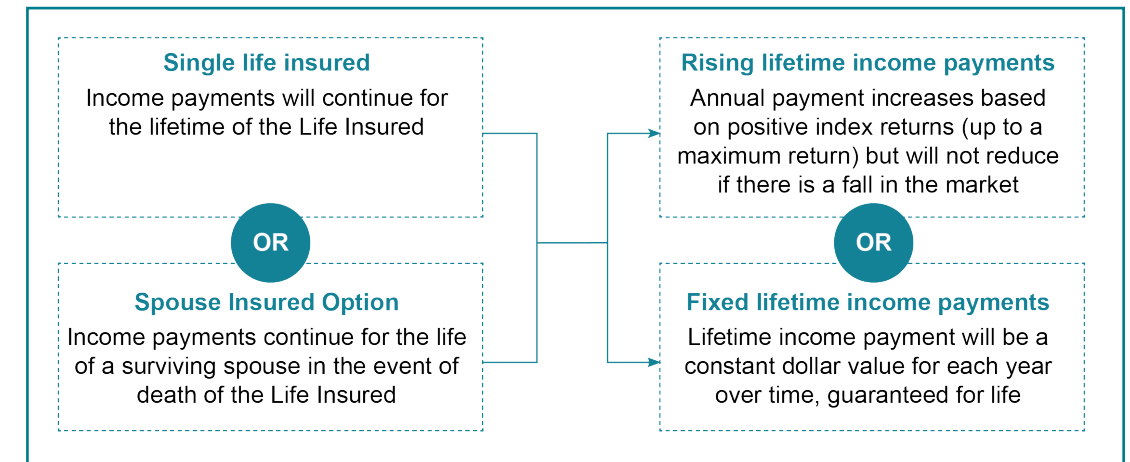 Single life insured
Income payments will continue for
the lifetime of the Life Insured
OR
Spouse Insured Option
Income payments continue for the life
of a surviving spouse in the event of
death of the Life Insured
Rising lifetime income payments
Annual payment increases based
on positive index returns (up to a
maximum return) but will not reduce
if there is a fall in the market
OR
Fixed lifetime income payments
Lifetime income payment will be a
constant dollar value for each year
over time, guaranteed for life